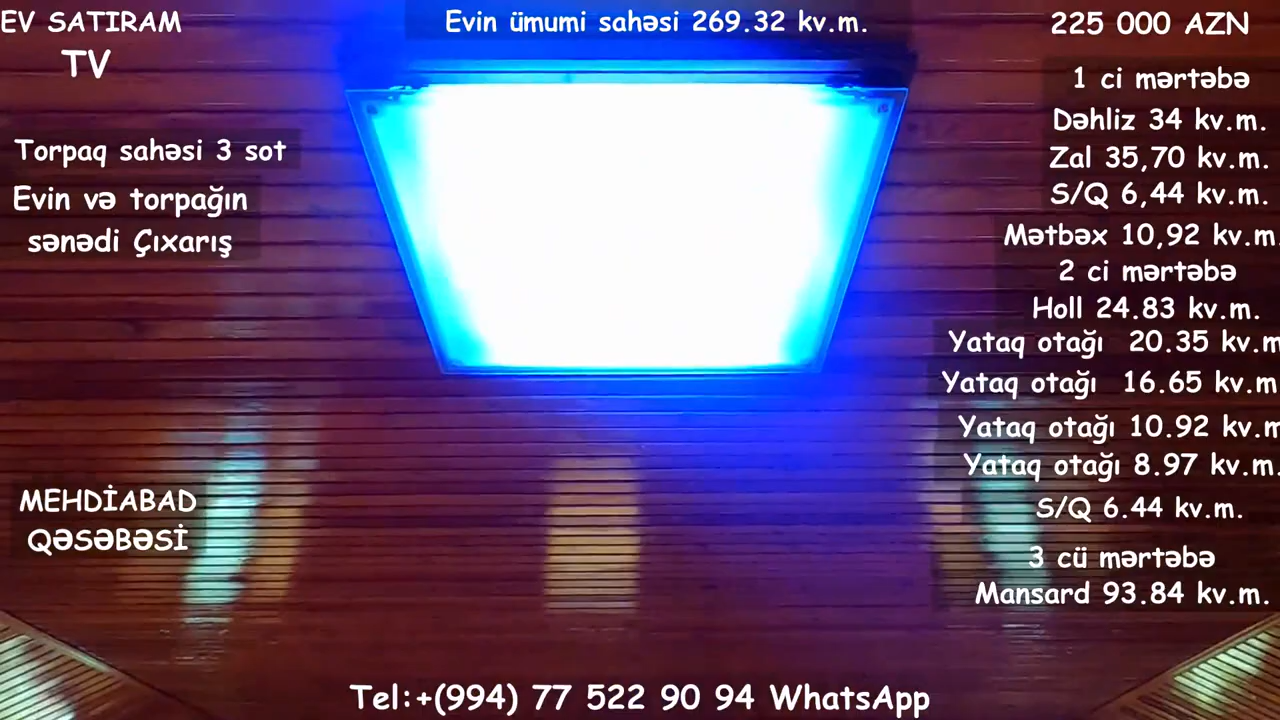 EV SATIRAM
TV
Evin ümumi sahəsi 269.32 kv.m.
225 000 AZN
Torpaq sahəsi 3 sot
Evin və torpağın
sənədi Çıxarış
MEHDİABAD
QƏSƏBƏSİ
1 ci mərtəbə
Dəhliz 34 kv.m.
Zal 35,70 kv.m.
S/Q 6,44 kv.m.
Mətbəx 10,92 kv.m.
2 ci mərtəbə
Holl 24.83 kv.m.
Yataq otağı 20.35 kv.m
Yataq otağı 16.65 kv.m
Yataq otağı 10.92 kv.m
Yataq otağı 8.97 kv.m.
S/Q 6.44 kv.m.
3 cü mərtəbə
Mansard 93.84 kv.m.
Tel:+(994) 77 522 90 94 WhatsApp